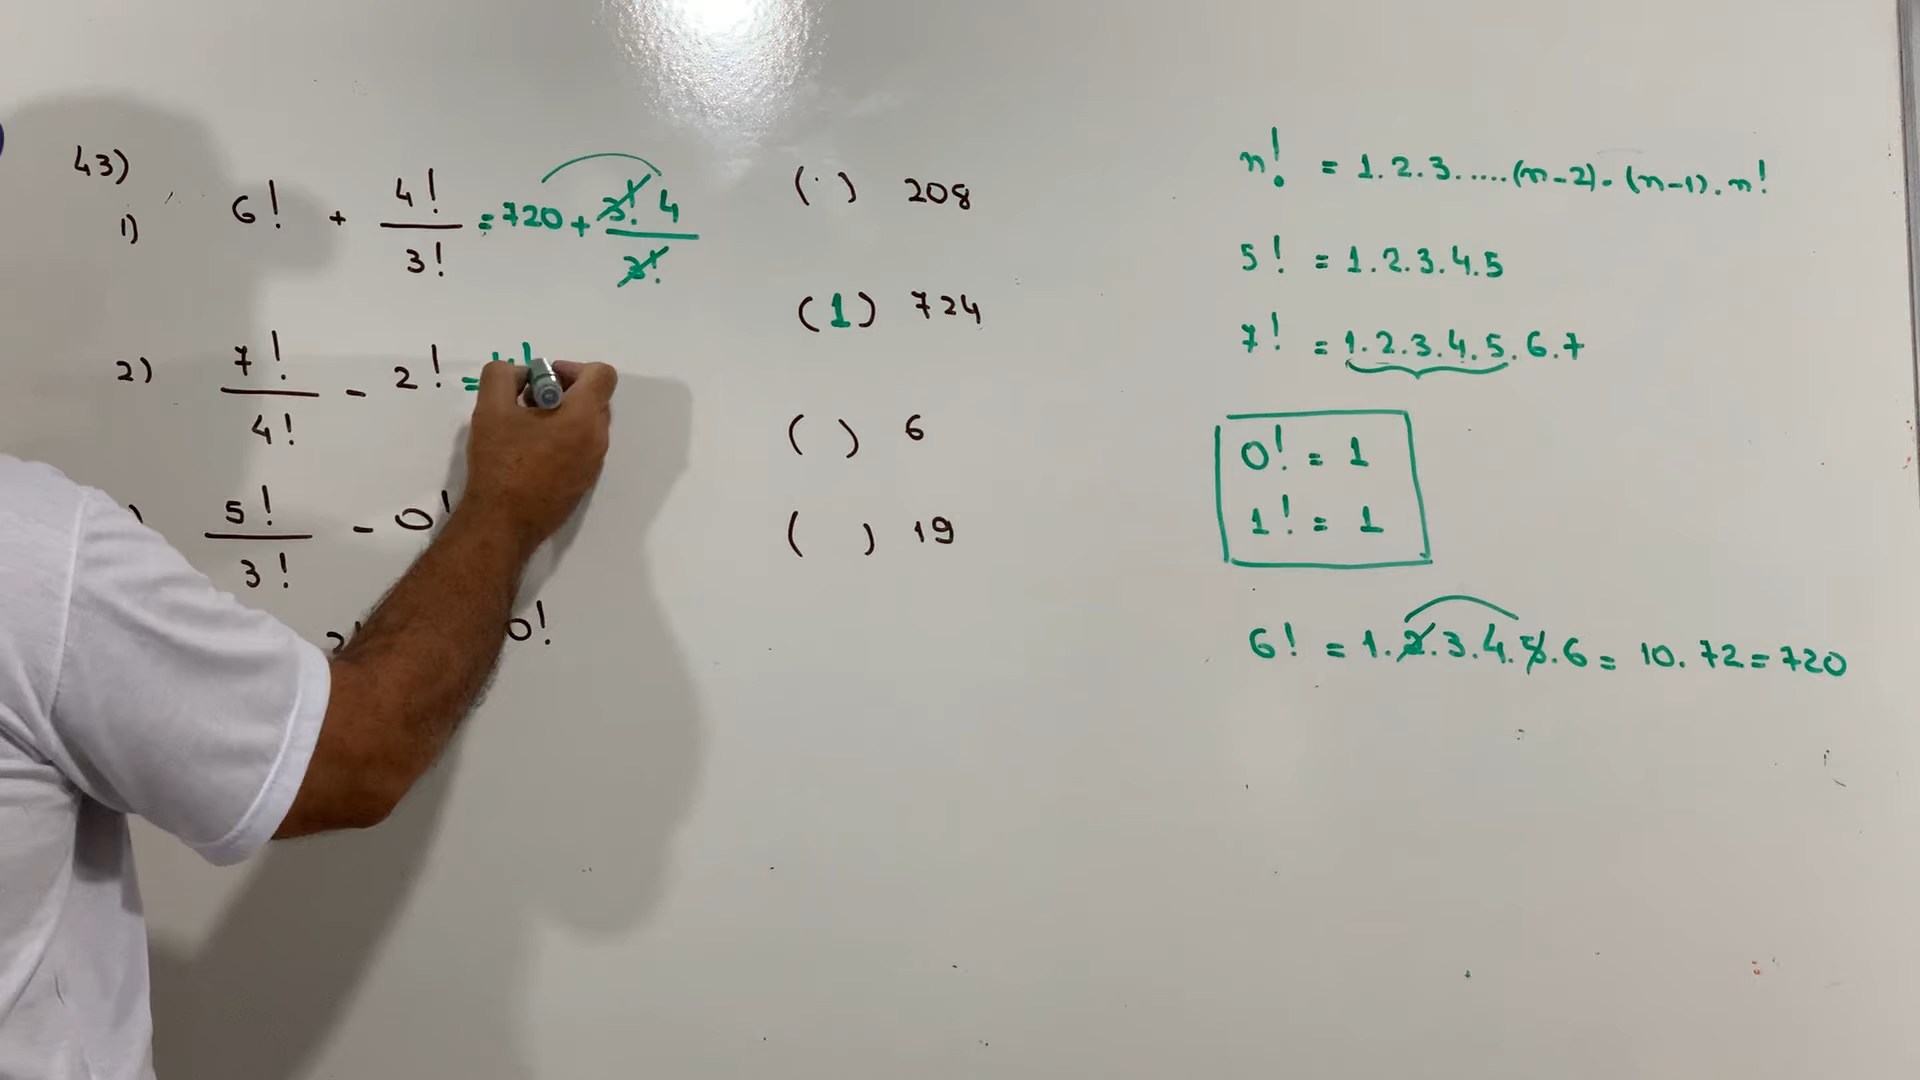 43)
1) 6! + 4!/3! = 720 + 3! 4/3!
( ) 208
(1) 724
2) 7!/4! - 2! =
( ) 6
) 5!/3! - 0!
( ) 19
2! 0!
n! = 1.2.3.....(n-2).(n-1).n!
5! = 1.2.3.4.5
7! = 1.2.3.4.5.6.7
0! = 1
1! = 1
6! = 1.2.3.4.5.6 = 10.72 = 720